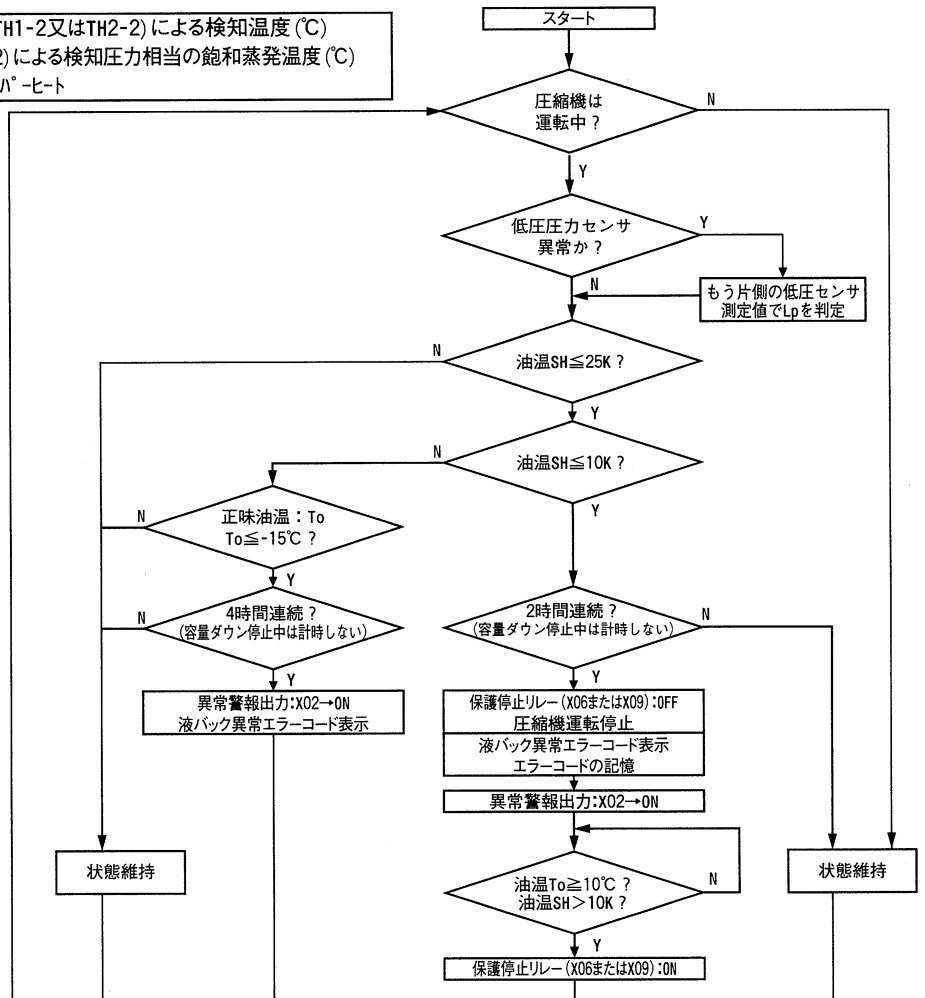 TH1-2又はTH2-2)による検知温度(℃)
2)による検知圧力相当の飽和蒸発温度(℃)
パーヒート
スタート
圧縮機は
運転中？
N
Y
低圧圧力センサ
異常か？
Y
N
もう片側の低圧センサ
測定値でLpを判定
N
油温SH≦25K？
Y
N
油温SH≦10K？
Y
N
正味油温：To
To≦-15℃？
Y
N
4時間連続？
(容量ダウン停止中は計時しない)
Y
2時間連続？
(容量ダウン停止中は計時しない)
N
Y
異常警報出力:X02→ON
液バック異常エラーコード表示
保護停止リレー(X06またはX09):OFF
圧縮機運転停止
液バック異常エラーコード表示
エラーコードの記憶
異常警報出力:X02→ON
状態維持
油温To≧10℃？
油温SH＞10K？
N
Y
状態維持
保護停止リレー(X06またはX09):ON